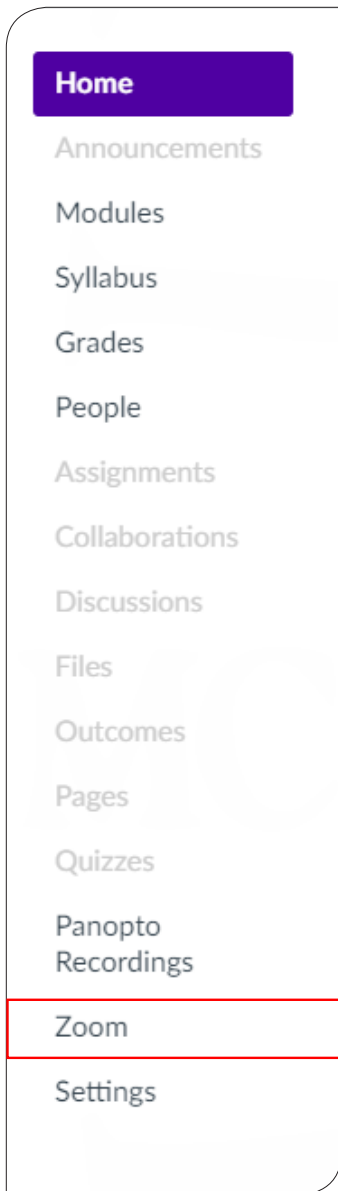 Home
Announcements
Modules
Syllabus
Grades
People
Assignments
Collaborations
Discussions
Files
Outcomes
Pages
Quizzes
Panopto
Recordings
Zoom
Settings